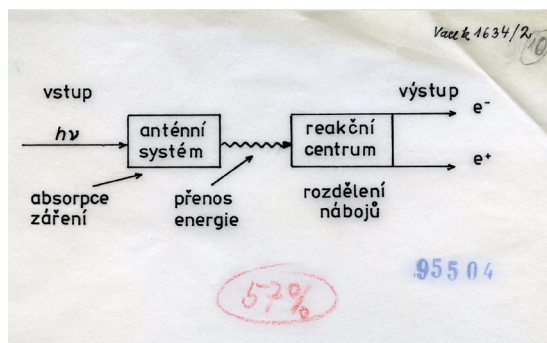 Vacek 1634/2
10
vstup
výstup
e⁻
hν
anténní
systém
reakční
centrum
e⁺
absorpce
záření
přenos
energie
rozdělení
nábojů
95504
57%